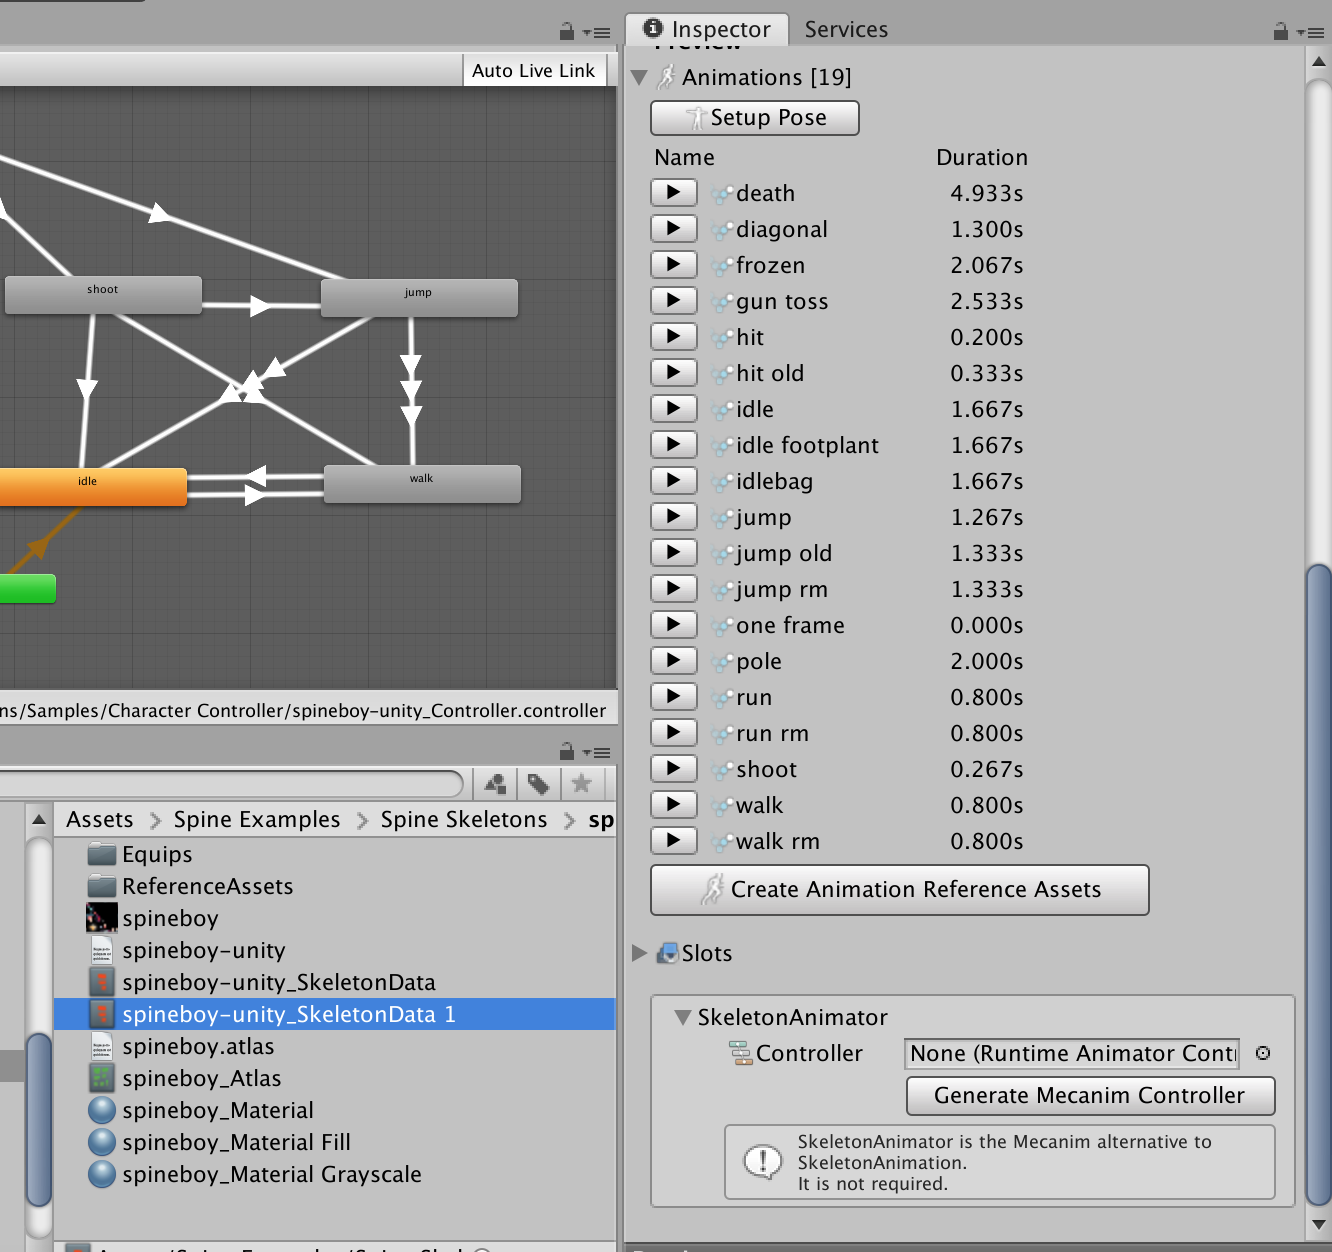 Inspector
Services
Auto Live Link
Preview
Animations [19]
Setup Pose
Name Duration
death 4.933s
diagonal 1.300s
frozen 2.067s
gun toss 2.533s
hit 0.200s
hit old 0.333s
idle 1.667s
idle footplant 1.667s
idlebag 1.667s
jump 1.267s
jump old 1.333s
jump rm 1.333s
one frame 0.000s
pole 2.000s
run 0.800s
run rm 0.800s
shoot 0.267s
walk 0.800s
walk rm 0.800s
Create Animation Reference Assets
Slots
SkeletonAnimator
Controller None (Runtime Animator Contr
Generate Mecanim Controller
SkeletonAnimator is the Mecanim alternative to
SkeletonAnimation.
It is not required.
shoot
jump
idle
walk
ns/Samples/Character Controller/spineboy-unity_Controller.controller
Assets > Spine Examples > Spine Skeletons > sp
Equips
ReferenceAssets
spineboy
spineboy-unity
spineboy-unity_SkeletonData
spineboy-unity_SkeletonData 1
spineboy.atlas
spineboy_Atlas
spineboy_Material
spineboy_Material Fill
spineboy_Material Grayscale